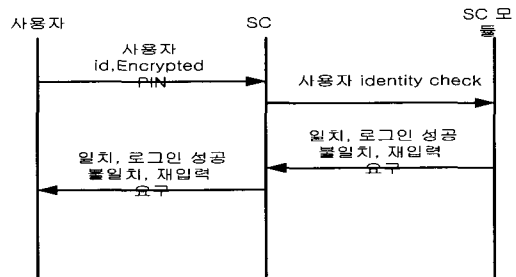 사용자
SC
SC 모
듈
사용자
id,Encrypted
PIN
사용자 identity check
일치, 로그인 성공
불일치, 재입력
요구
일치, 로그인 성공
불일치, 재입력
요구